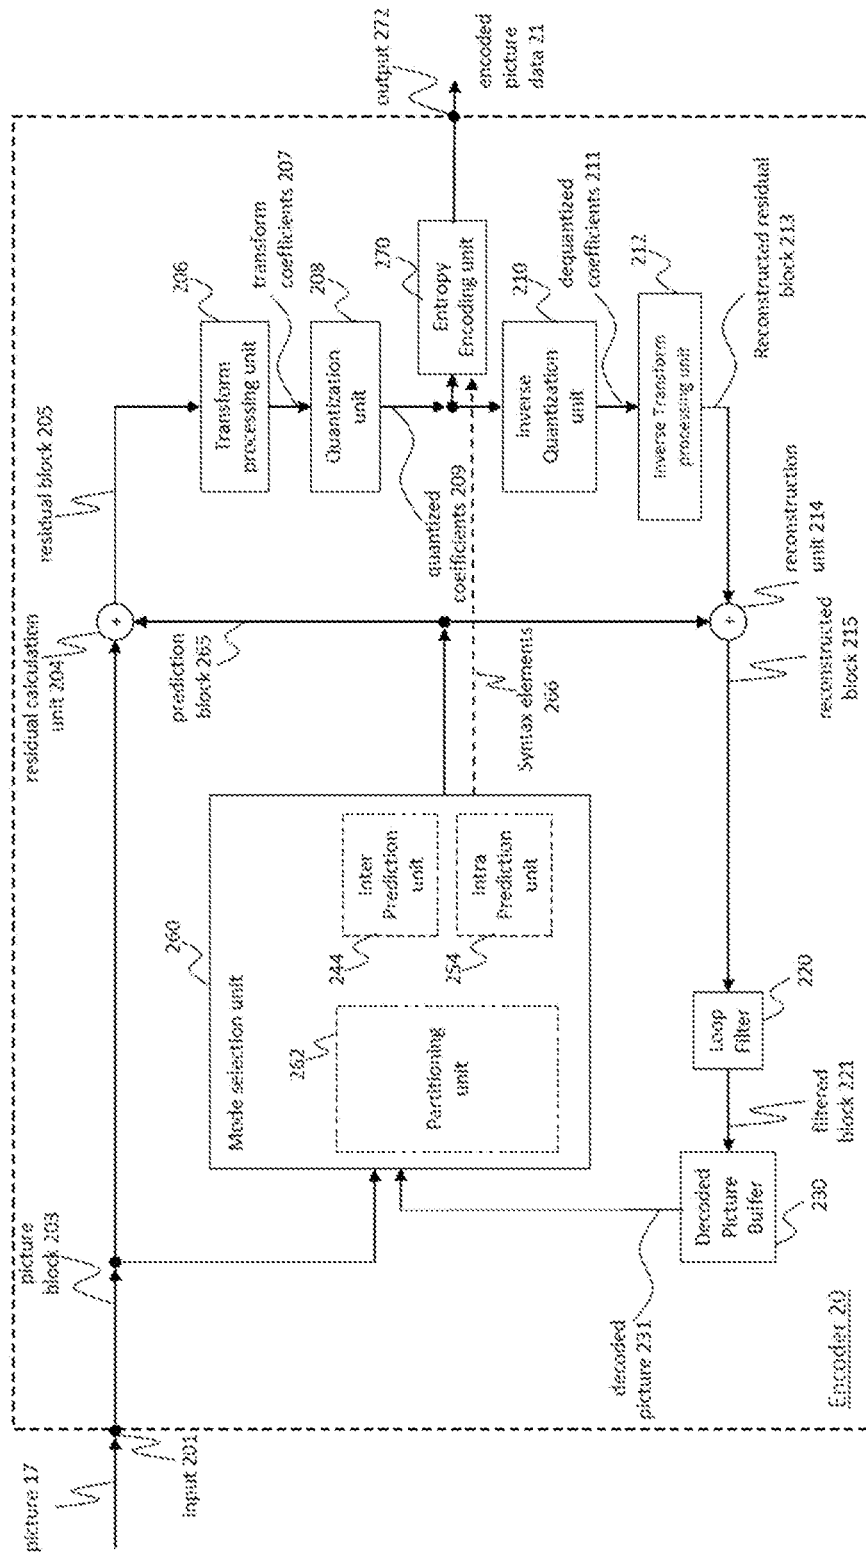 picture 17
input 201
picture
block 203
residual calculation
unit 204
residual block 205
206
Transform
processing unit
transform
coefficients 207
208
Quantization
unit
quantized
coefficients 209
270
Entropy
Encoding unit
output 272
encoded
picture
data 21
210
Inverse
Quantization
unit
dequantized
coefficients 211
212
Inverse Transform
processing unit
Reconstructed residual
block 213
reconstruction
unit 214
reconstructed
block 215
prediction
block 265
Syntax elements
266
260
Mode selection unit
262
Partitioning
unit
244
Inter
Prediction
unit
254
Intra
Prediction
unit
220
Loop
Filter
filtered
block 221
Decoded
Picture
Buffer
230
decoded
picture 231
Encoder 20
+
+